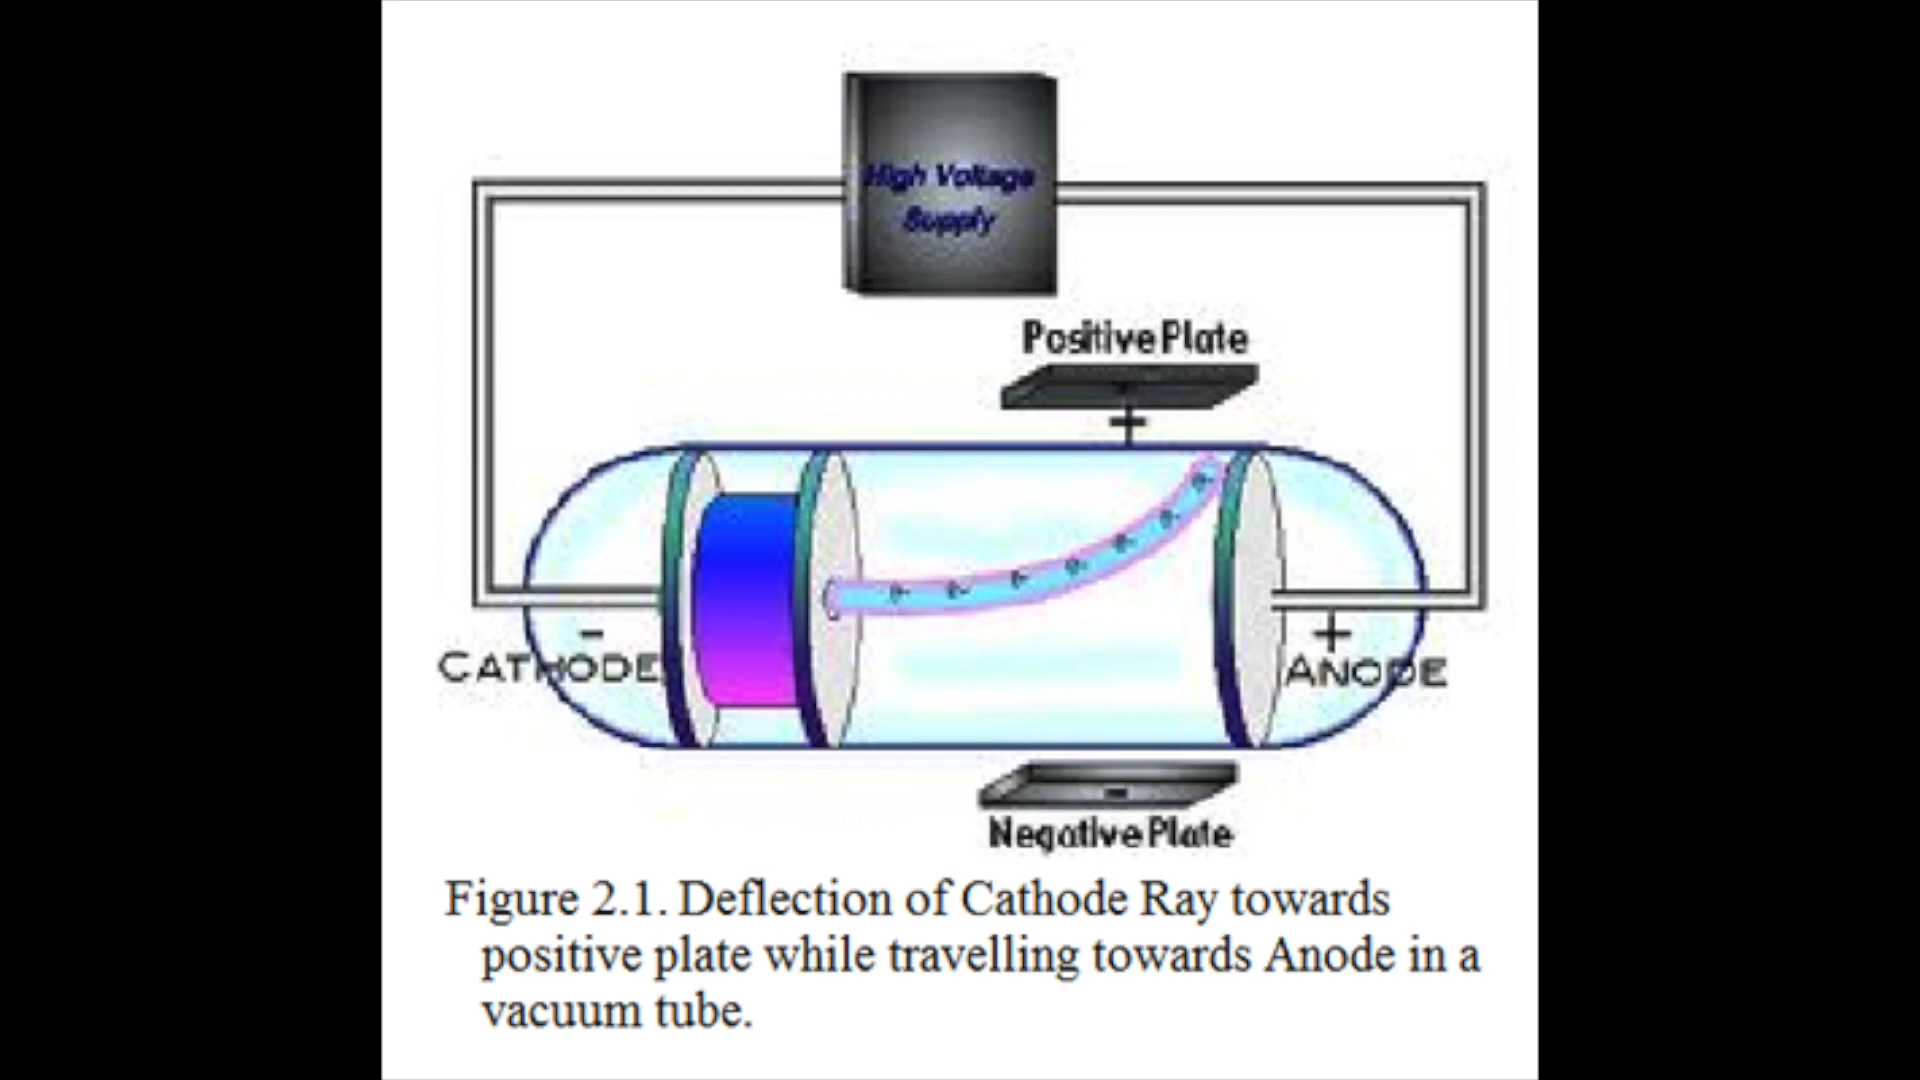 High Voltage
Supply
Positive Plate
+
e- e- e- e- e- e- e-
-
CATHODE
+
ANODE
Negative Plate
Figure 2.1. Deflection of Cathode Ray towards
positive plate while travelling towards Anode in a
vacuum tube.